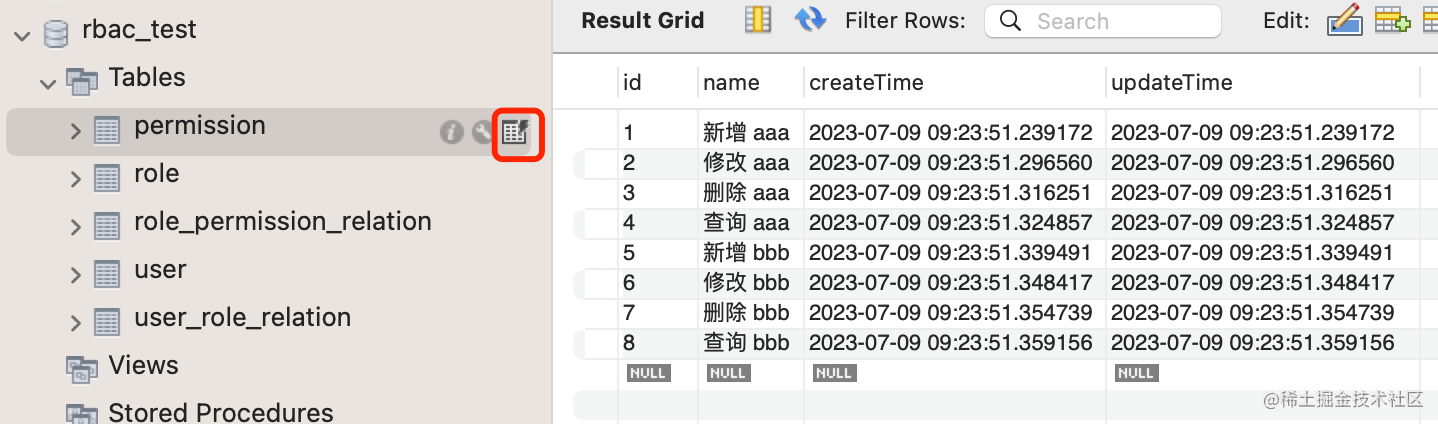 rbac_test
Tables
permission
role
role_permission_relation
user
user_role_relation
Views
Stored Procedures
Result Grid Filter Rows: Search Edit:
id name createTime updateTime
1 新增 aaa 2023-07-09 09:23:51.239172 2023-07-09 09:23:51.239172
2 修改 aaa 2023-07-09 09:23:51.296560 2023-07-09 09:23:51.296560
3 删除 aaa 2023-07-09 09:23:51.316251 2023-07-09 09:23:51.316251
4 查询 aaa 2023-07-09 09:23:51.324857 2023-07-09 09:23:51.324857
5 新增 bbb 2023-07-09 09:23:51.339491 2023-07-09 09:23:51.339491
6 修改 bbb 2023-07-09 09:23:51.348417 2023-07-09 09:23:51.348417
7 删除 bbb 2023-07-09 09:23:51.354739 2023-07-09 09:23:51.354739
8 查询 bbb 2023-07-09 09:23:51.359156 2023-07-09 09:23:51.359156
NULL NULL NULL NULL
@稀土掘金技术社区